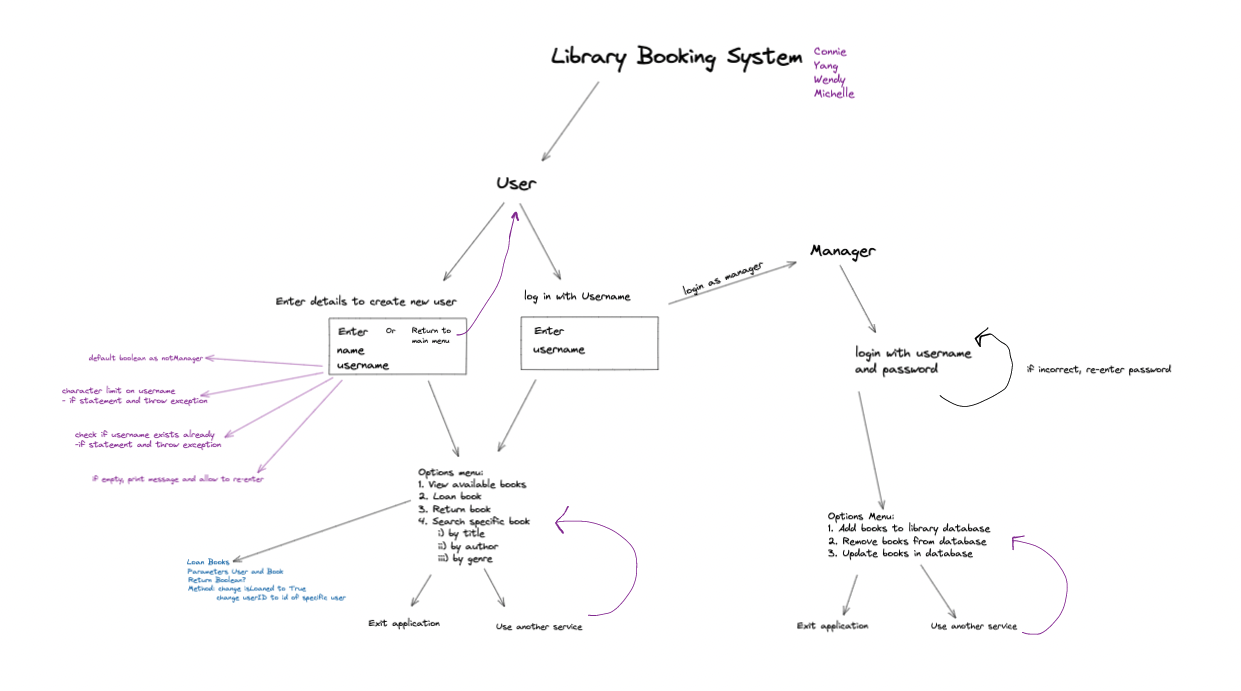 Library Booking System
Connie
Yang
Wendy
Michelle
User
Manager
login as manager
Enter details to create new user
log in with Username
Enter Or Return to
main menu
name
username
Enter
username
login with username
and password
if incorrect, re-enter password
default boolean as notManager
character limit on username
- if statement and throw exception
check if username exists already
-if statement and throw exception
if empty, print message and allow to re-enter
Options menu:
1. View available books
2. Loan book
3. Return book
4. Search specific book
i) by title
ii) by author
iii) by genre
Options Menu:
1. Add books to library database
2. Remove books from database
3. Update books in database
Loan Books
Parameters User and Book
Return Boolean?
Method: change isLoaned to True
change userID to id of specific user
Exit application
Use another service
Exit application
Use another service